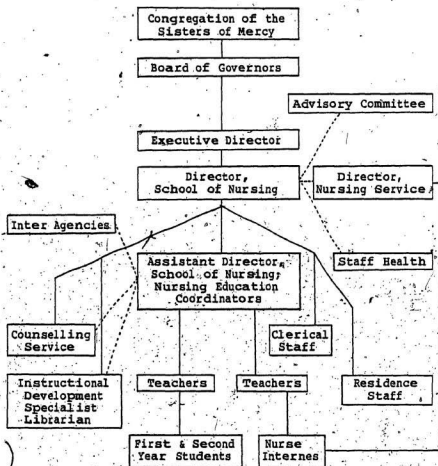 Congregation of the
Sisters of Mercy
Board of Governors
Advisory Committee
Executive Director
Director,
School of Nursing
Director,
Nursing Service
Inter Agencies
Assistant Director,
School of Nursing;
Nursing Education
Coordinators
Staff Health
Counselling
Service
Clerical
Staff
Instructional
Development
Specialist
Librarian
Teachers
Teachers
Residence
Staff
First & Second
Year Students
Nurse
Internes